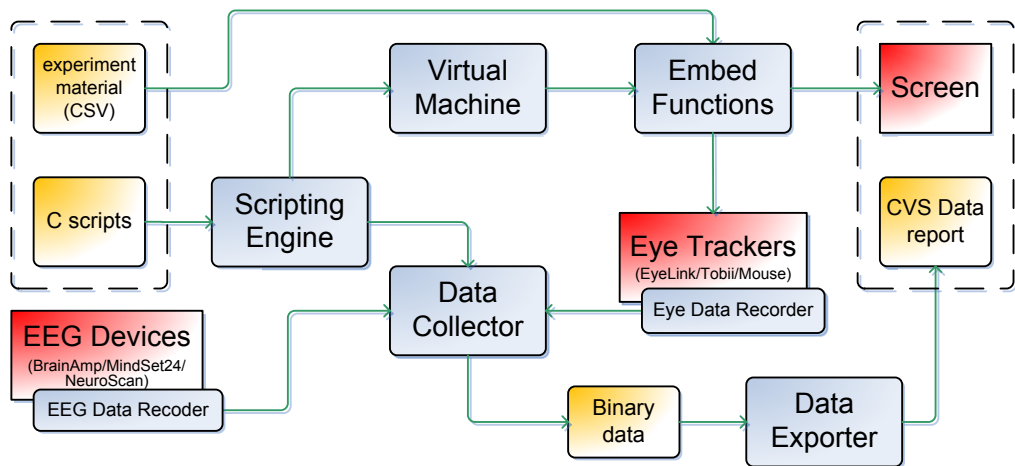 experiment
material
(CSV)
Virtual
Machine
Embed
Functions
Screen
C scripts
Scripting
Engine
CVS Data
report
Eye Trackers
(EyeLink/Tobii/Mouse)
Eye Data Recorder
Data
Collector
EEG Devices
(BrainAmp/MindSet24/
NeuroScan)
EEG Data Recoder
Binary
data
Data
Exporter